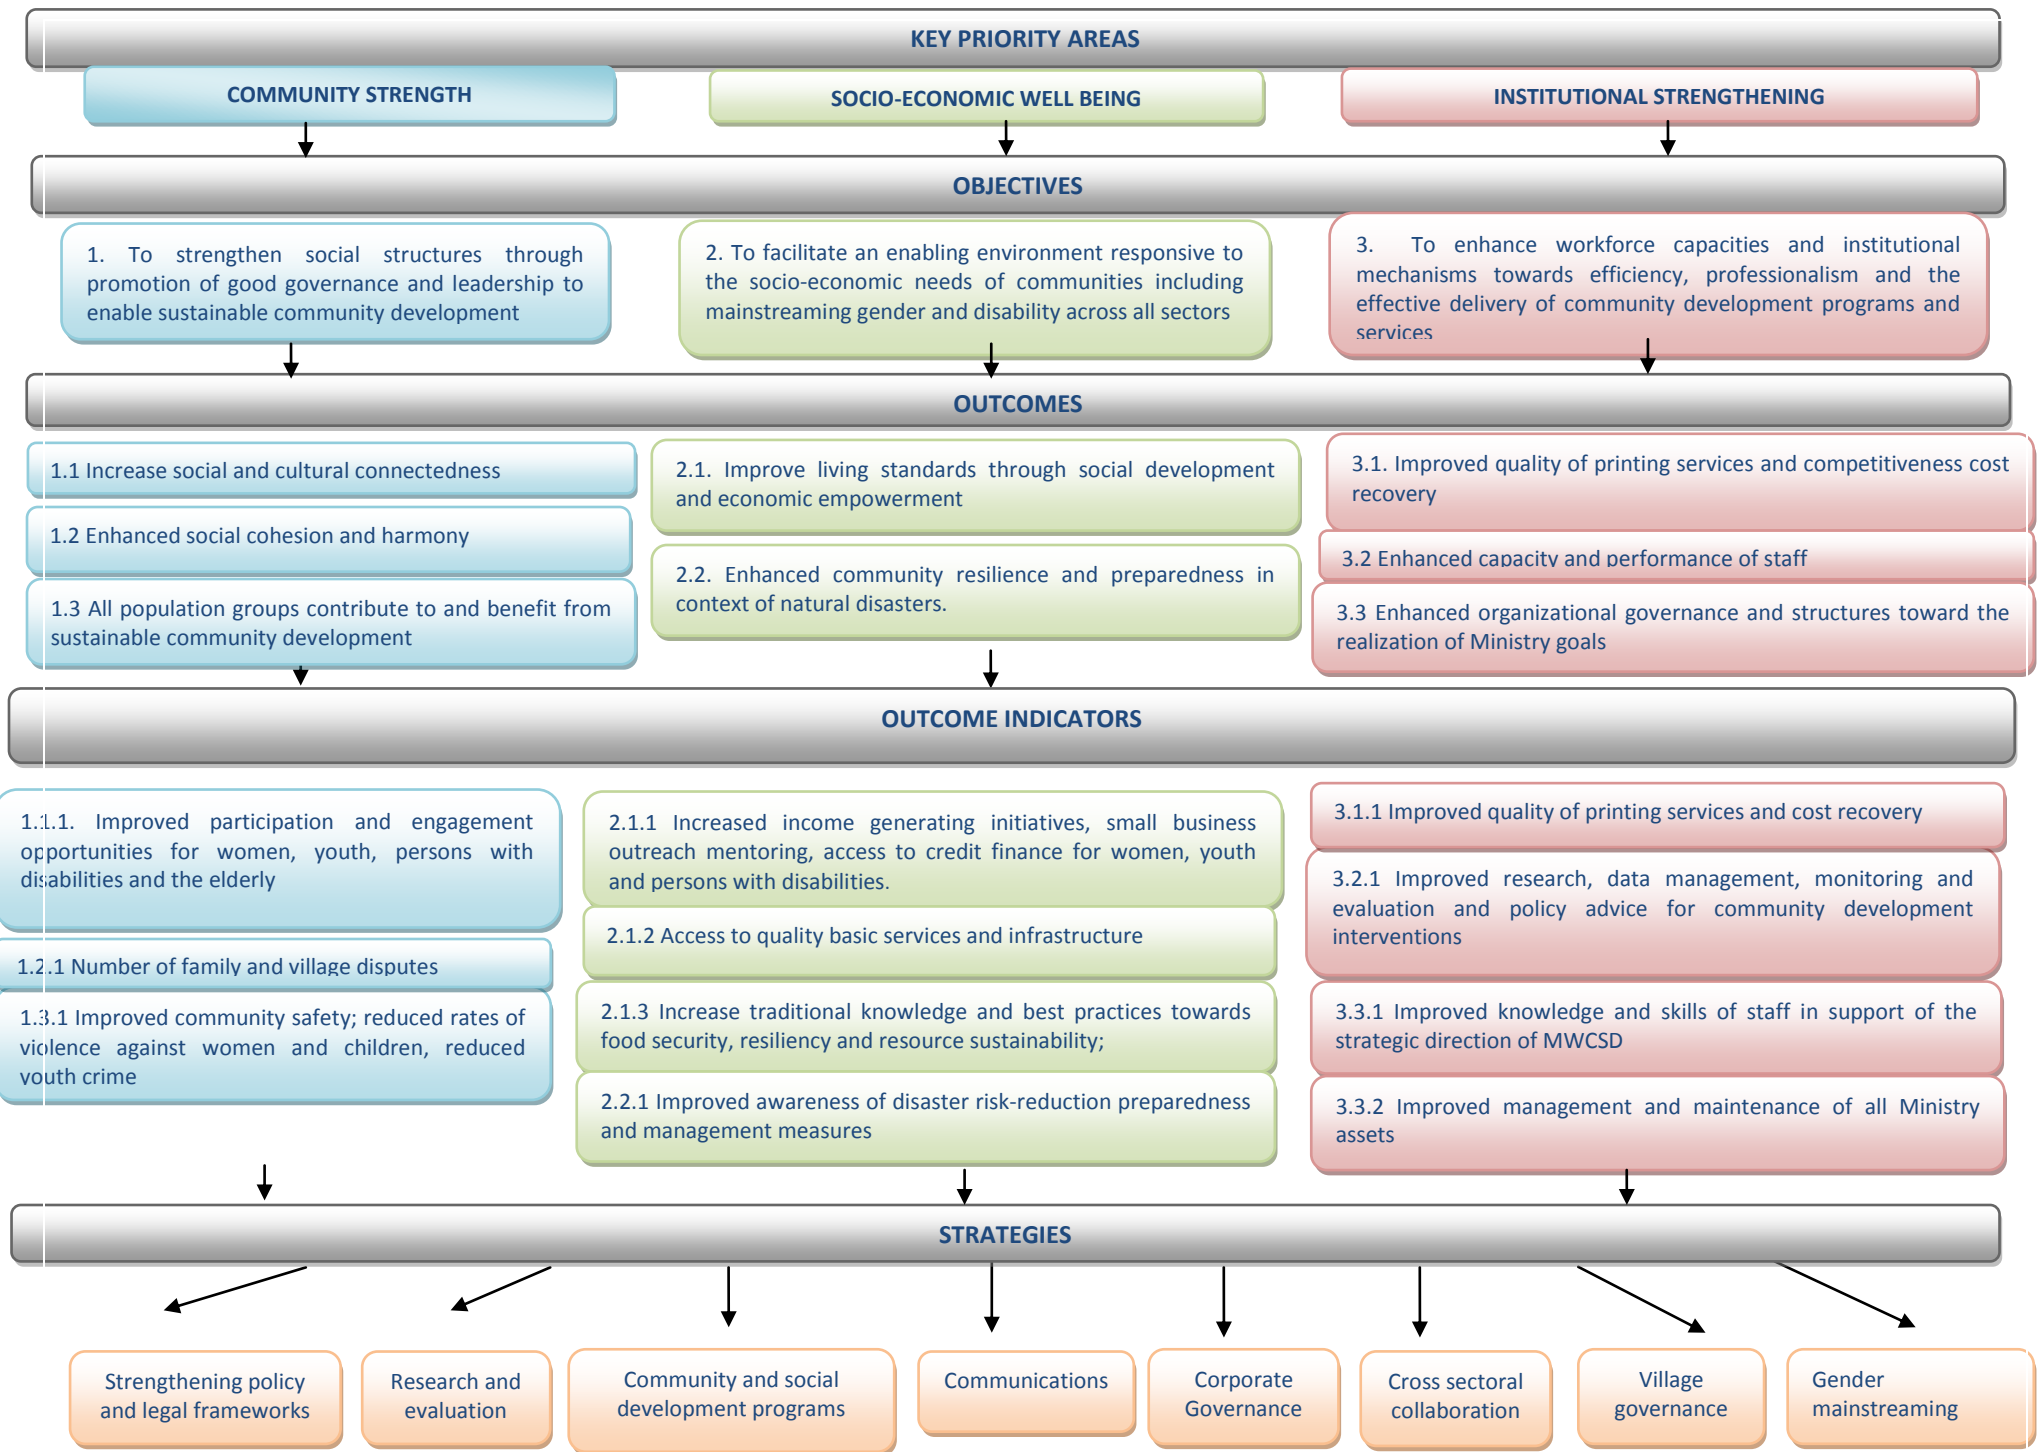 KEY PRIORITY AREAS
COMMUNITY STRENGTH
SOCIO-ECONOMIC WELL BEING
INSTITUTIONAL STRENGTHENING
OBJECTIVES
1. To strengthen social structures through
promotion of good governance and leadership to
enable sustainable community development
2. To facilitate an enabling environment responsive to
the socio-economic needs of communities including
mainstreaming gender and disability across all sectors
3. To enhance workforce capacities and institutional
mechanisms towards efficiency, professionalism and the
effective delivery of community development programs and
services
OUTCOMES
1.1 Increase social and cultural connectedness
1.2 Enhanced social cohesion and harmony
1.3 All population groups contribute to and benefit from
sustainable community development
2.1. Improve living standards through social development
and economic empowerment
2.2. Enhanced community resilience and preparedness in
context of natural disasters.
3.1. Improved quality of printing services and competitiveness cost
recovery
3.2 Enhanced capacity and performance of staff
3.3 Enhanced organizational governance and structures toward the
realization of Ministry goals
OUTCOME INDICATORS
1.1.1. Improved participation and engagement
opportunities for women, youth, persons with
disabilities and the elderly
1.2.1 Number of family and village disputes
1.3.1 Improved community safety; reduced rates of
violence against women and children, reduced
youth crime
2.1.1 Increased income generating initiatives, small business
outreach mentoring, access to credit finance for women, youth
and persons with disabilities.
2.1.2 Access to quality basic services and infrastructure
2.1.3 Increase traditional knowledge and best practices towards
food security, resiliency and resource sustainability;
2.2.1 Improved awareness of disaster risk-reduction preparedness
and management measures
3.1.1 Improved quality of printing services and cost recovery
3.2.1 Improved research, data management, monitoring and
evaluation and policy advice for community development
interventions
3.3.1 Improved knowledge and skills of staff in support of the
strategic direction of MWCSD
3.3.2 Improved management and maintenance of all Ministry
assets
STRATEGIES
Strengthening policy
and legal frameworks
Research and
evaluation
Community and social
development programs
Communications
Corporate
Governance
Cross sectoral
collaboration
Village
governance
Gender
mainstreaming